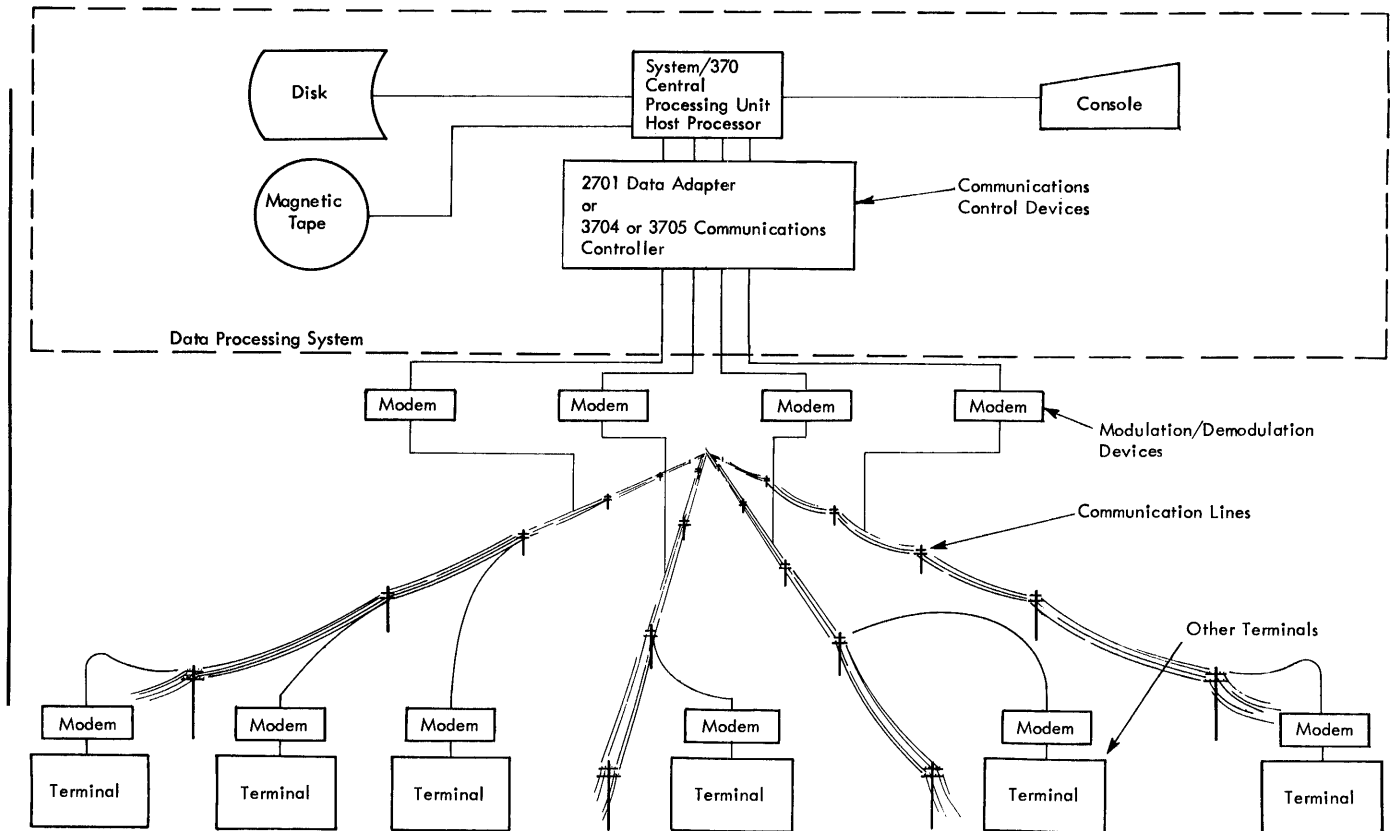 Disk
System/370
Central
Processing Unit
Host Processor
Console
Magnetic
Tape
2701 Data Adapter
or
3704 or 3705 Communications
Controller
Communications
Control Devices
Data Processing System
Modem
Modem
Modem
Modem
Modulation/Demodulation
Devices
Communication Lines
Other Terminals
Modem
Modem
Modem
Modem
Modem
Modem
Terminal
Terminal
Terminal
Terminal
Terminal
Terminal